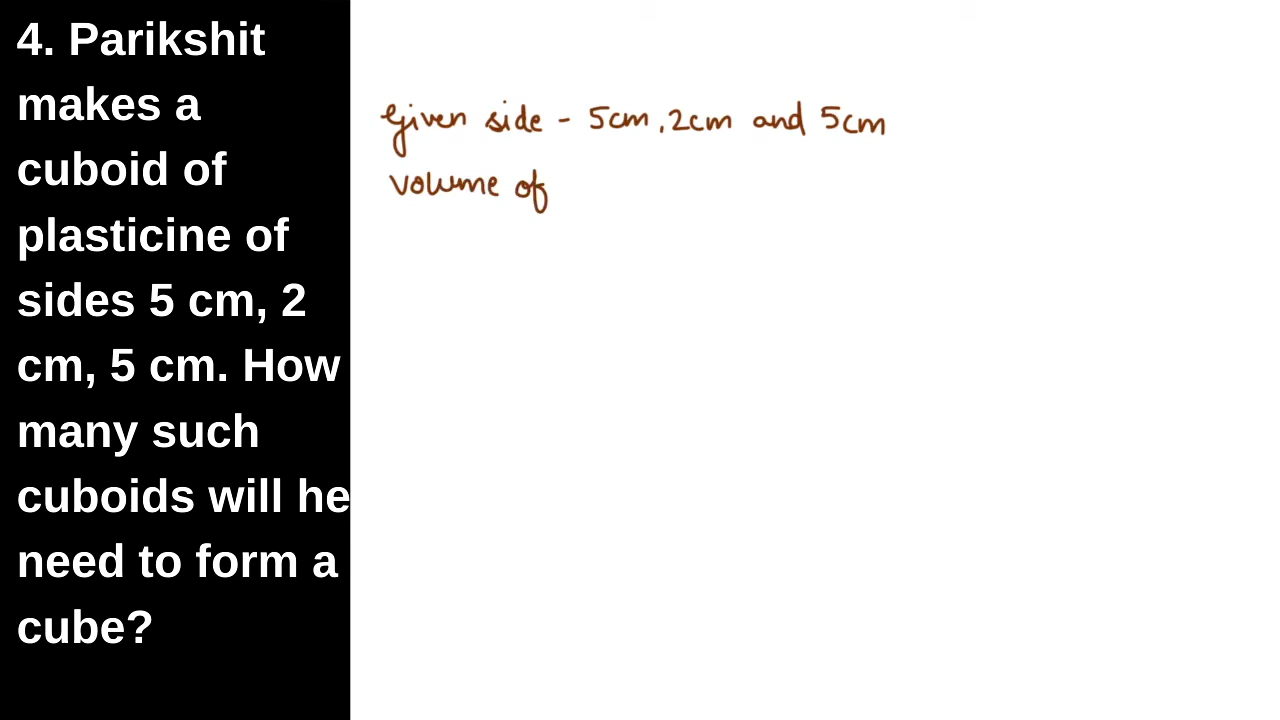 4. Parikshit
makes a
cuboid of
plasticine of
sides 5 cm, 2
cm, 5 cm. How
many such
cuboids will he
need to form a
cube?
Given side - 5cm, 2cm and 5cm
volume of